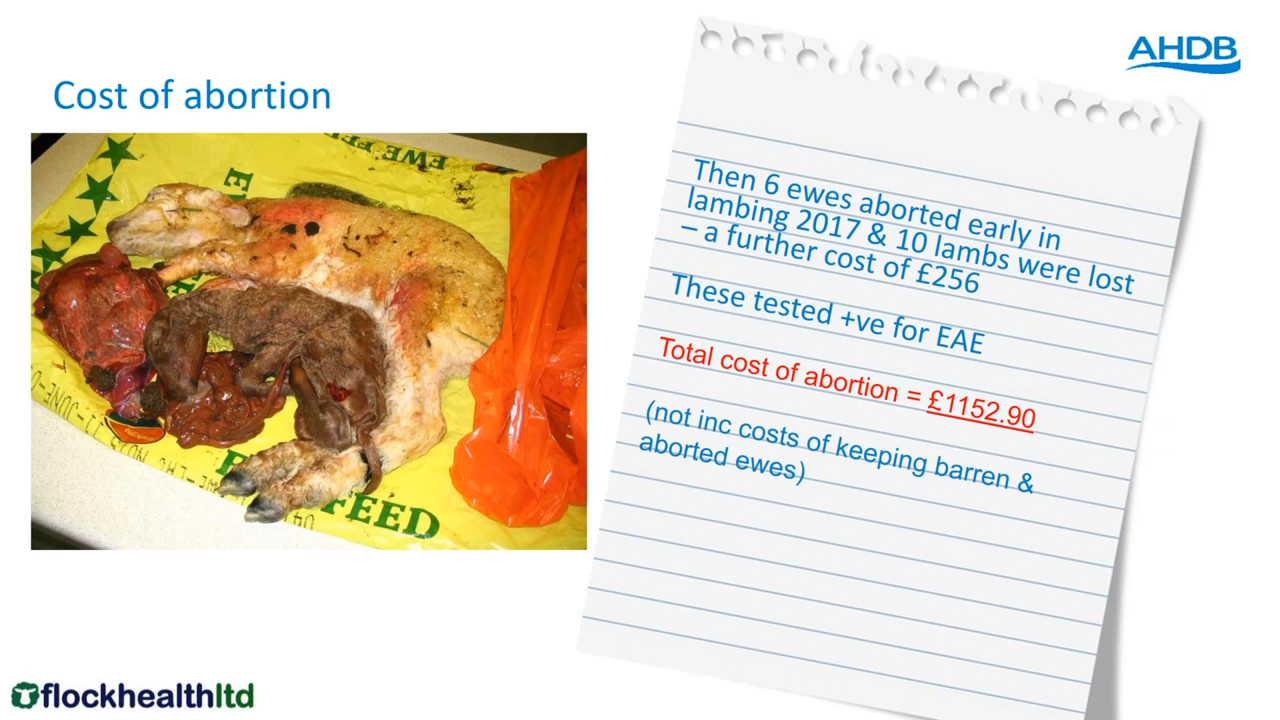 AHDB
Cost of abortion
EWE FEE
EW
FEED
Then 6 ewes aborted early in
lambing 2017 & 10 lambs were lost
– a further cost of £256
These tested +ve for EAE
Total cost of abortion = £1152.90
(not inc costs of keeping barren &
aborted ewes)
flockhealthltd